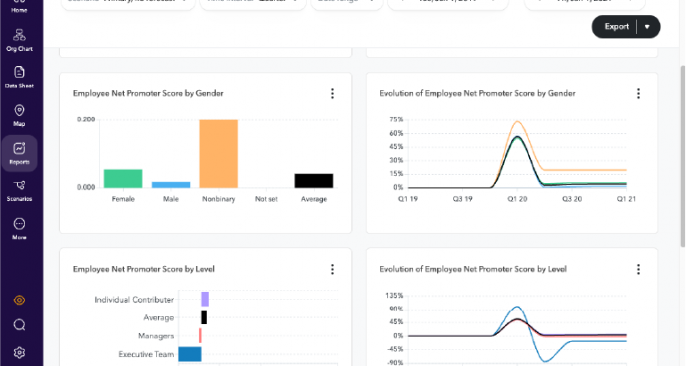 Home
Org Chart
Data Sheet
Map
Reports
Scenarios
More
Export
Employee Net Promoter Score by Gender
0.200
0.000
Female Male Nonbinary Not set Average
Evolution of Employee Net Promoter Score by Gender
75%
60%
45%
30%
15%
0%
Q1 19 Q3 19 Q1 20 Q3 20 Q1 21
Employee Net Promoter Score by Level
Individual Contributor
Average
Managers
Executive Team
Evolution of Employee Net Promoter Score by Level
135%
90%
45%
0%
-45%
-90%